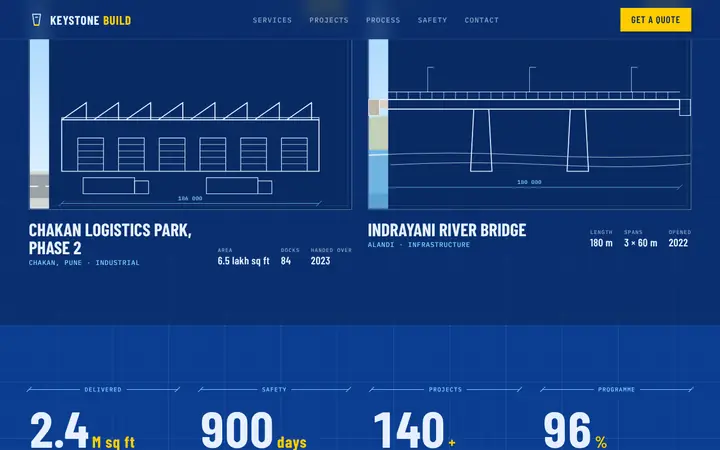 KEYSTONE BUILD
SERVICES
PROJECTS
PROCESS
SAFETY
CONTACT
GET A QUOTE
186 000
180 000
CHAKAN LOGISTICS PARK,
PHASE 2
CHAKAN, PUNE · INDUSTRIAL
AREA
6.5 lakh sq ft
DOCKS
84
HANDED OVER
2023
INDRAYANI RIVER BRIDGE
ALANDI · INFRASTRUCTURE
LENGTH
180 m
SPANS
3 × 60 m
OPENED
2022
DELIVERED
2.4 M sq ft
SAFETY
900 days
PROJECTS
140 +
PROGRAMME
96 %